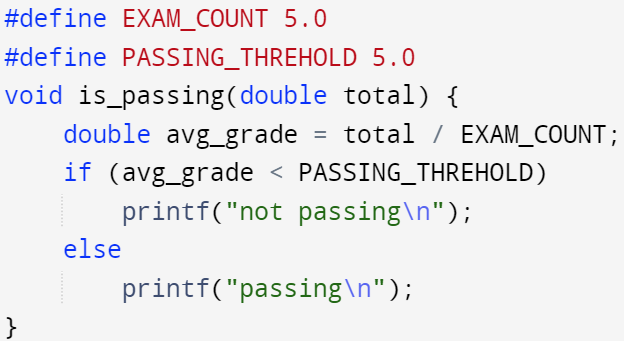 #define EXAM_COUNT 5.0
#define PASSING_THREHOLD 5.0
void is_passing(double total) {
    double avg_grade = total / EXAM_COUNT;
    if (avg_grade < PASSING_THREHOLD)
        printf("not passing\n");
    else
        printf("passing\n");
}